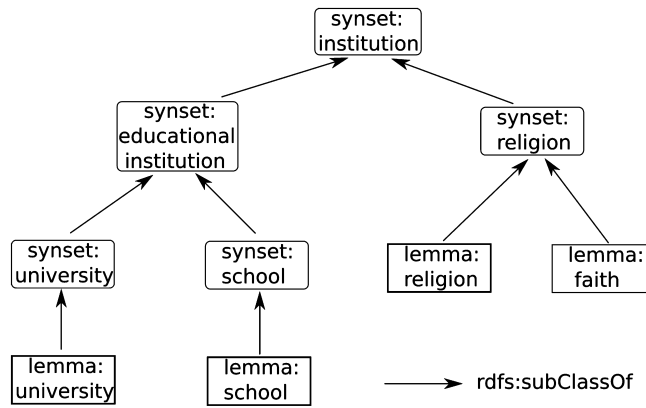 synset:
institution
synset:
educational
institution
synset:
religion
synset:
university
synset:
school
lemma:
religion
lemma:
faith
lemma:
university
lemma:
school
rdfs:subClassOf